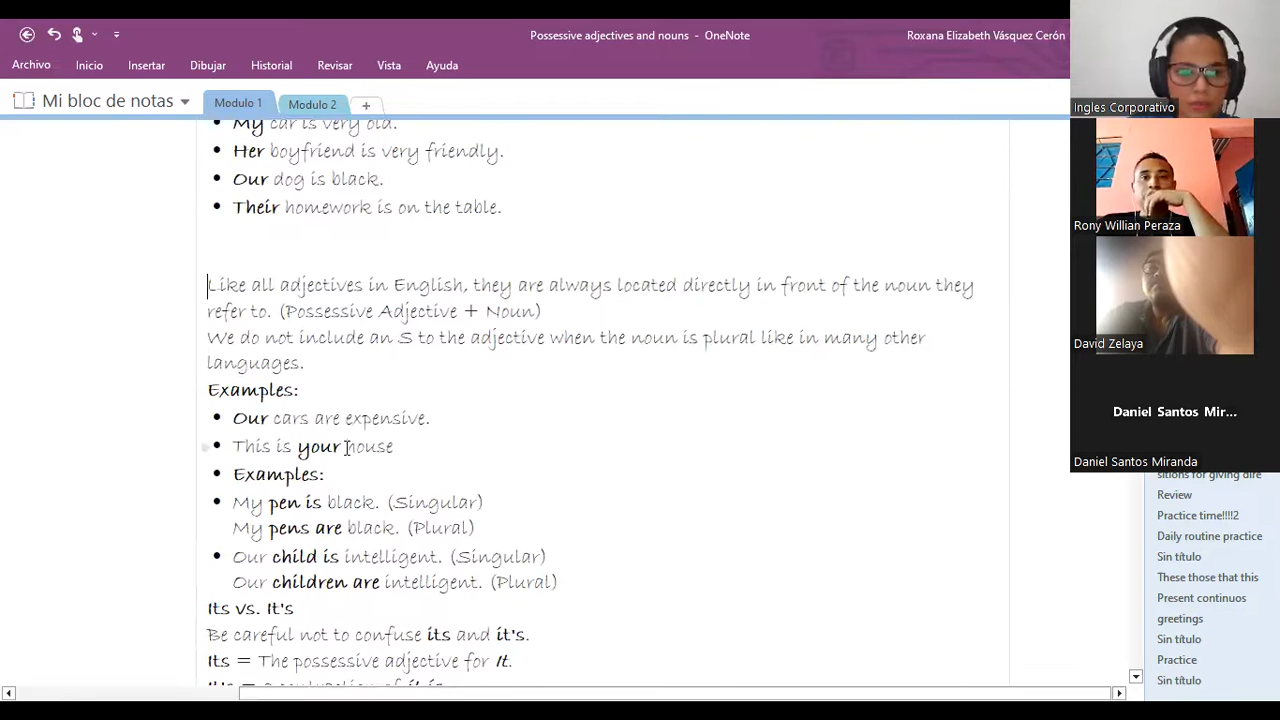 Possessive adjectives and nouns - OneNote
Roxana Elizabeth Vásquez Cerón
Archivo Inicio Insertar Dibujar Historial Revisar Vista Ayuda
Mi bloc de notas Modulo 1 Modulo 2 +
My car is very old.
Her boyfriend is very friendly.
Our dog is black.
Their homework is on the table.
Like all adjectives in English, they are always located directly in front of the noun they
refer to. (Possessive Adjective + Noun)
We do not include an S to the adjective when the noun is plural like in many other
languages.
Examples:
Our cars are expensive.
This is your house
Examples:
My pen is black. (Singular)
My pens are black. (Plural)
Our child is intelligent. (Singular)
Our children are intelligent. (Plural)
Its vs. It's
Be careful not to confuse its and it's.
Its = The possessive adjective for It.
Ingles Corporativo
Rony Willian Peraza
David Zelaya
Daniel Santos Mir...
Daniel Santos Miranda
sitions for giving dire
Review
Practice time!!!!2
Daily routine practice
Sin título
These those that this
Present continuos
greetings
Sin título
Practice
Sin título